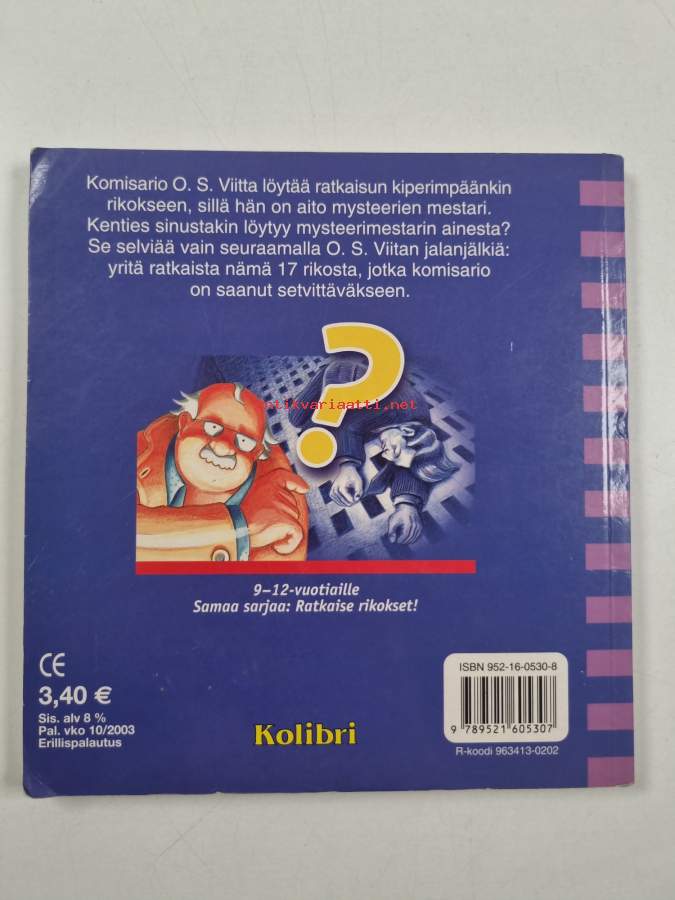 Komisario O. S. Viitta löytää ratkaisun kiperimpäänkin
rikokseen, sillä hän on aito mysteerien mestari.
Kenties sinustakin löytyy mysteerimestarin ainesta?
Se selviää vain seuraamalla O. S. Viitan jalanjälkiä:
yritä ratkaista nämä 17 rikosta, jotka komisario
on saanut setvittäväkseen.
?
antikvariaatti.net
9–12-vuotiaille
Samaa sarjaa: Ratkaise rikokset!
CE
3,40 €
Sis. alv 8 %
Pal. vko 10/2003
Erillispalautus
Kolibri
ISBN 952-16-0530-8
9 789521 605307
R-koodi 963413-0202